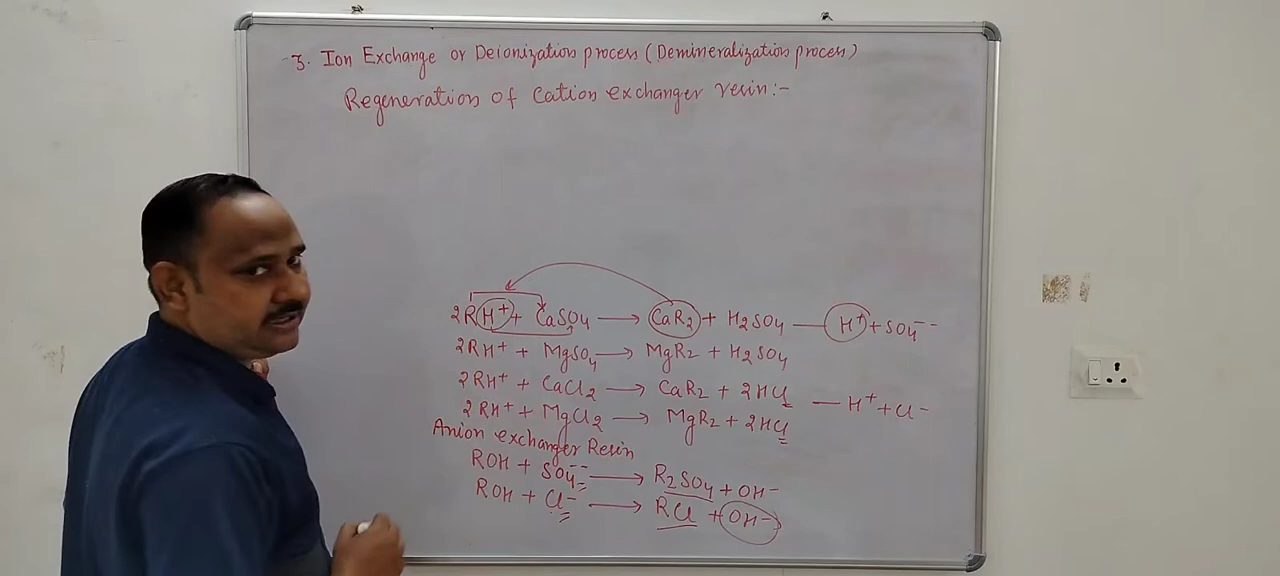 3. Ion Exchange or Deionization process (Demineralization process)
Regeneration of Cation exchanger resin:-
2RH⁺ + CaSO₄ → CaR₂ + H₂SO₄ — H⁺ + SO₄⁻⁻
2RH⁺ + MgSO₄ → MgR₂ + H₂SO₄
2RH⁺ + CaCl₂ → CaR₂ + 2HCl
2RH⁺ + MgCl₂ → MgR₂ + 2HCl — H⁺ + Cl⁻
Anion exchanger Resin
ROH + SO₄⁻⁻ → R₂SO₄ + OH⁻
ROH + Cl⁻ → RCl + OH⁻